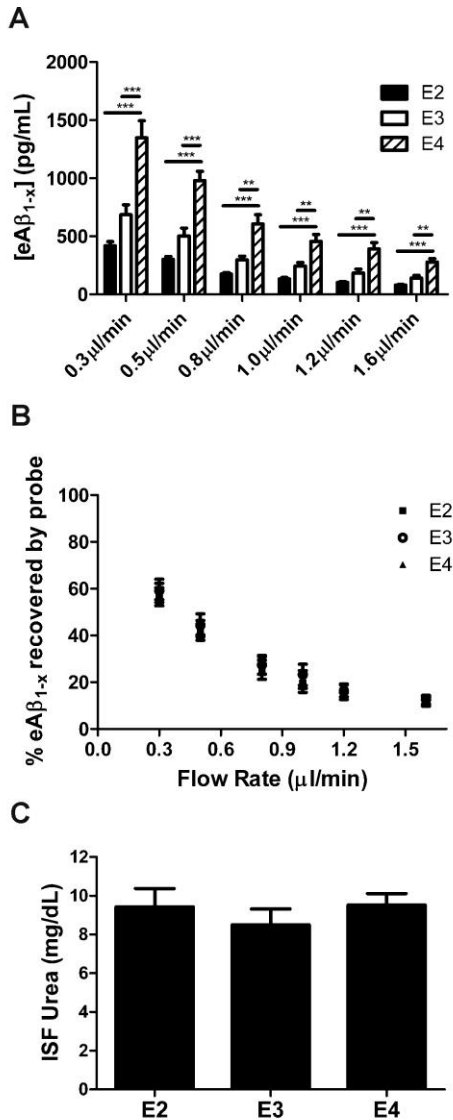 A
[eAβ1-x] (pg/mL)
2000
1500
1000
500
0
***
***
***
***
**
***
**
***
**
***
**
***
E2
E3
E4
0.3μl/min
0.5μl/min
0.8μl/min
1.0μl/min
1.2μl/min
1.6μl/min
B
% eAβ1-x recovered by probe
100
80
60
40
20
0
E2
E3
E4
0.0
0.3
0.6
0.9
1.2
1.5
Flow Rate (μl/min)
C
ISF Urea (mg/dL)
12
10
8
6
4
2
0
E2
E3
E4